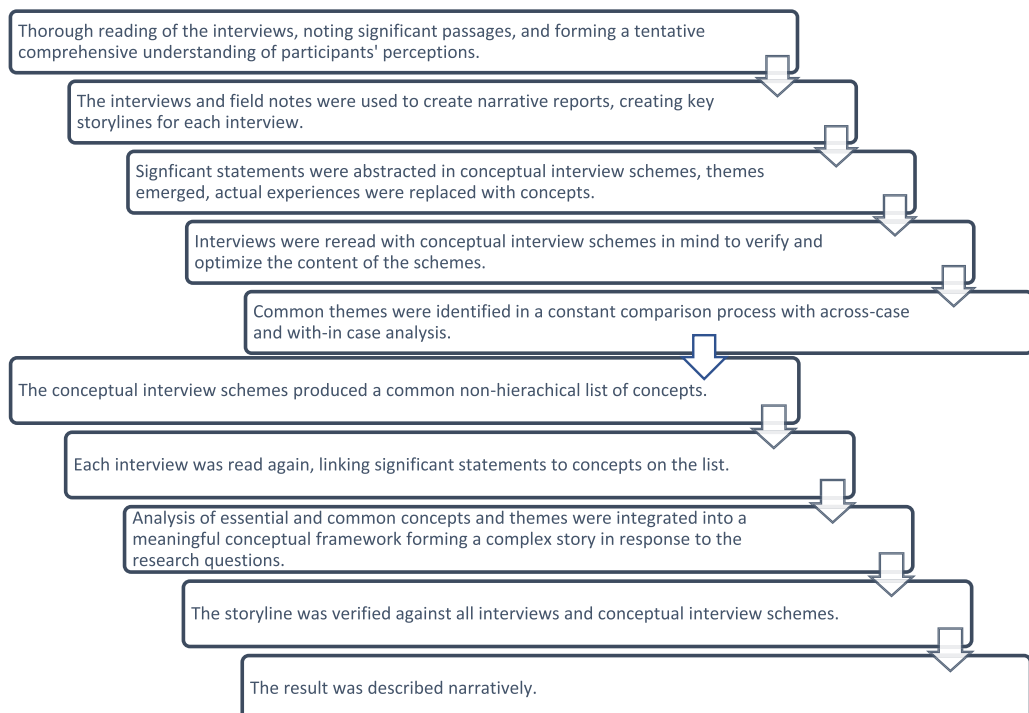 Thorough reading of the interviews, noting significant passages, and forming a tentative
comprehensive understanding of participants' perceptions.
The interviews and field notes were used to create narrative reports, creating key
storylines for each interview.
Signficant statements were abstracted in conceptual interview schemes, themes
emerged, actual experiences were replaced with concepts.
Interviews were reread with conceptual interview schemes in mind to verify and
optimize the content of the schemes.
Common themes were identified in a constant comparison process with across-case
and with-in case analysis.
The conceptual interview schemes produced a common non-hierachical list of concepts.
Each interview was read again, linking significant statements to concepts on the list.
Analysis of essential and common concepts and themes were integrated into a
meaningful conceptual framework forming a complex story in response to the
research questions.
The storyline was verified against all interviews and conceptual interview schemes.
The result was described narratively.